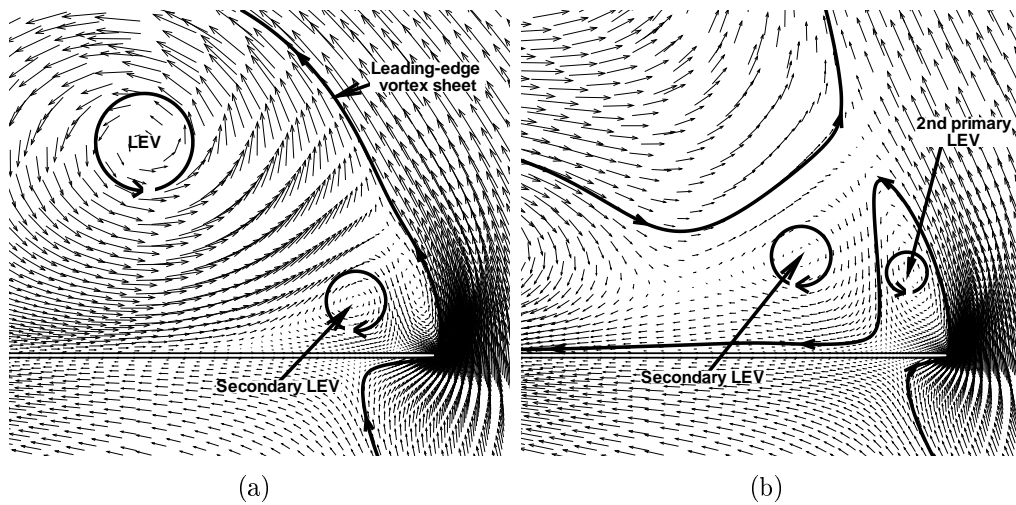 Leading-edge
vortex sheet
LEV
Secondary LEV
2nd primary
LEV
Secondary LEV
(a)
(b)